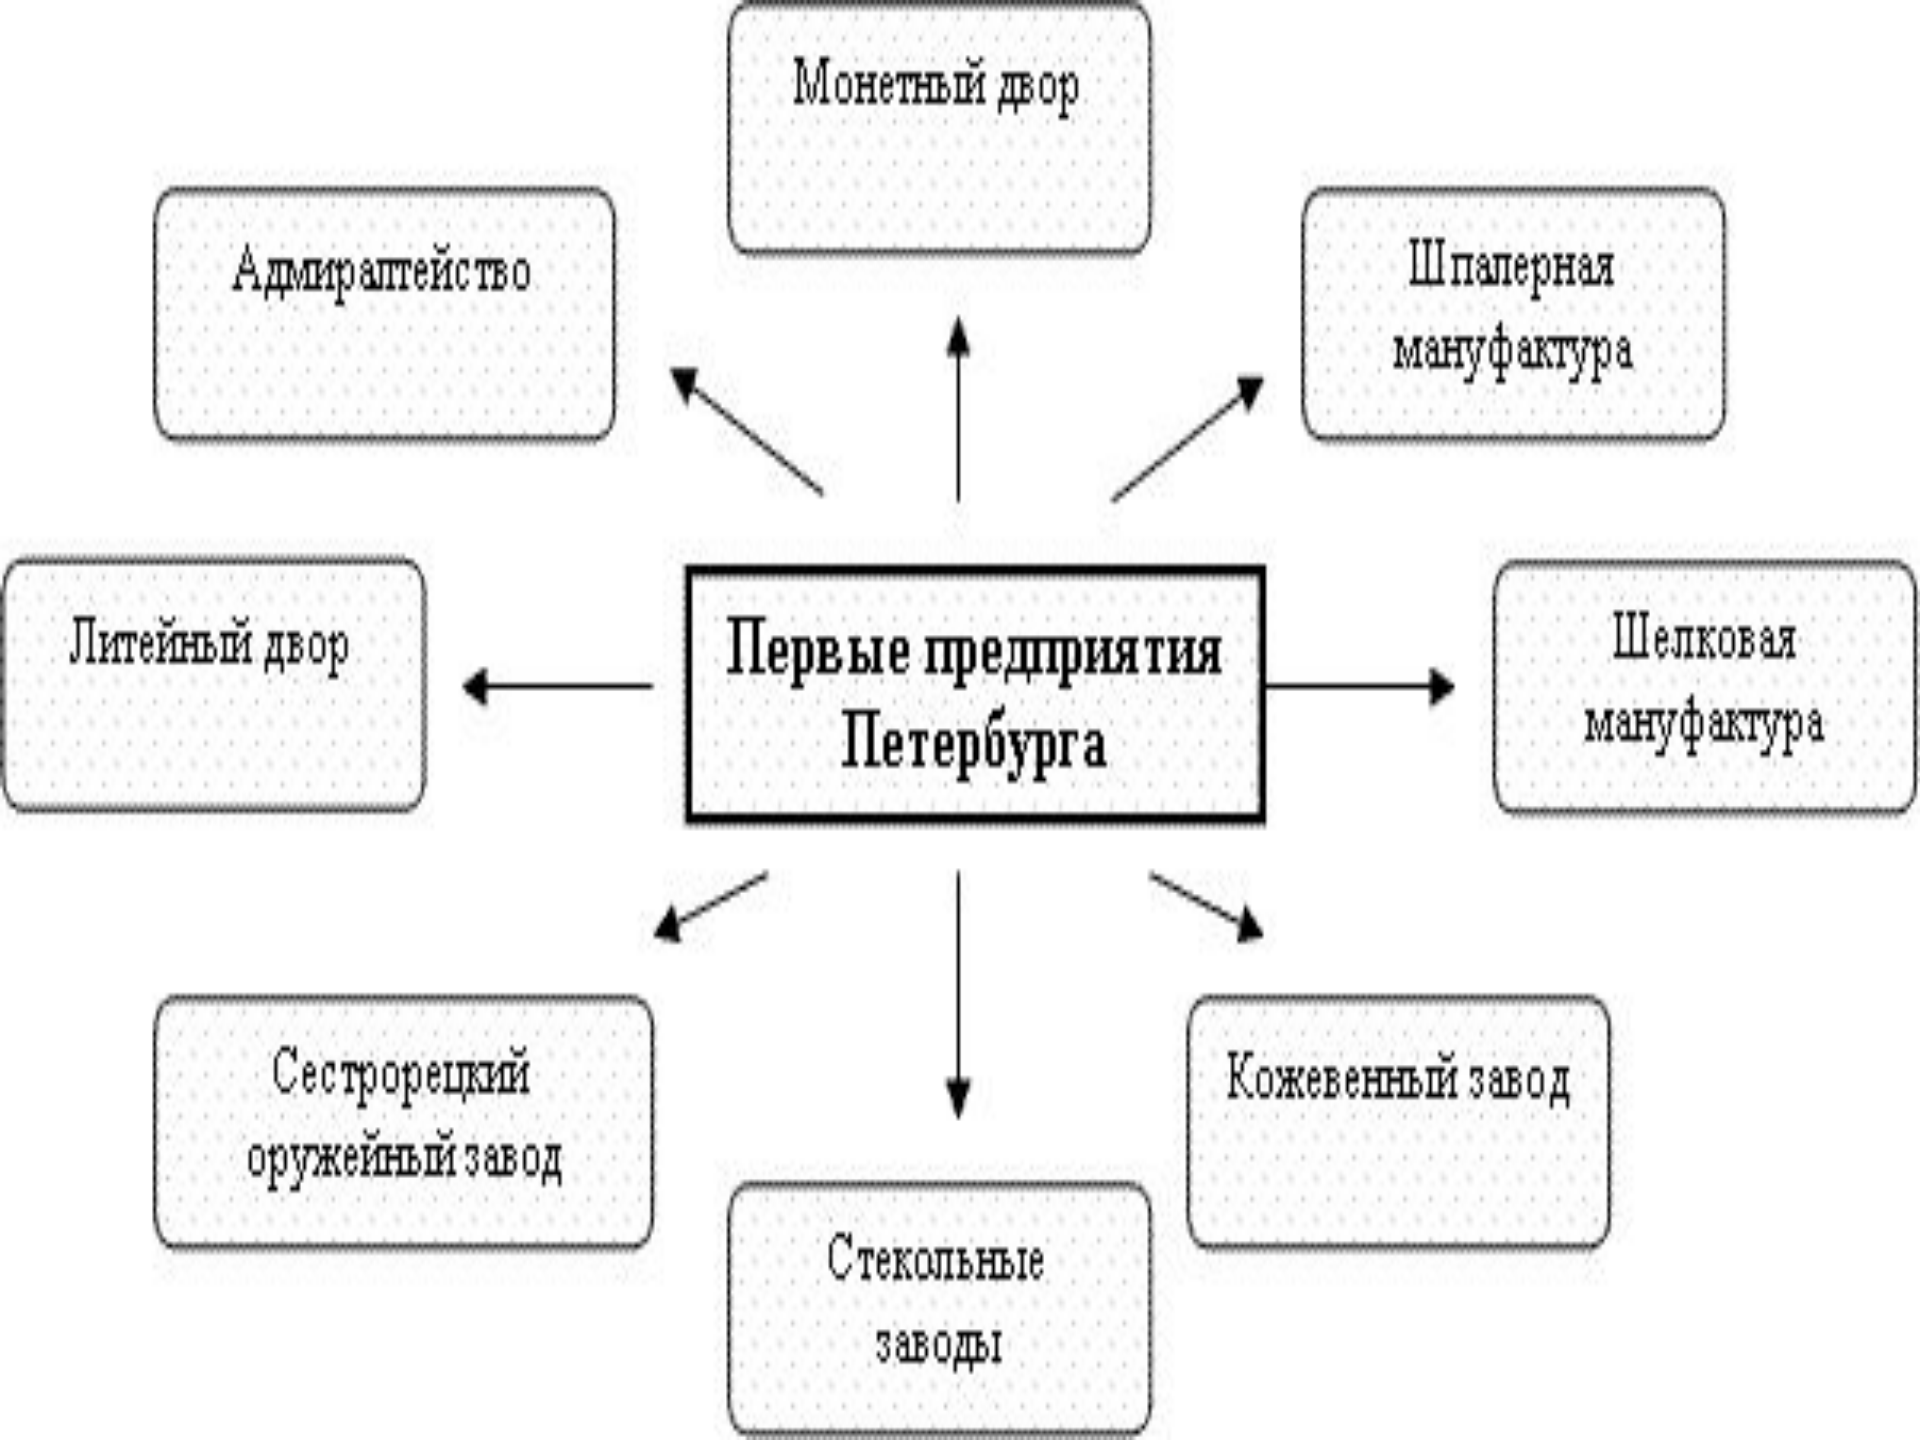 Монетный двор
Адмиралтейство
Шпалерная
мануфактура
Литейный двор
Первые предприятия
Петербурга
Шелковая
мануфактура
Сестрорецкий
оружейный завод
Кожевенный завод
Стекольные
заводы